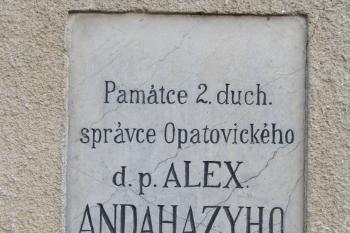 Památce 2. duch.
správce Opatovického
d. p. ALEX.
ANDAHAZYHO